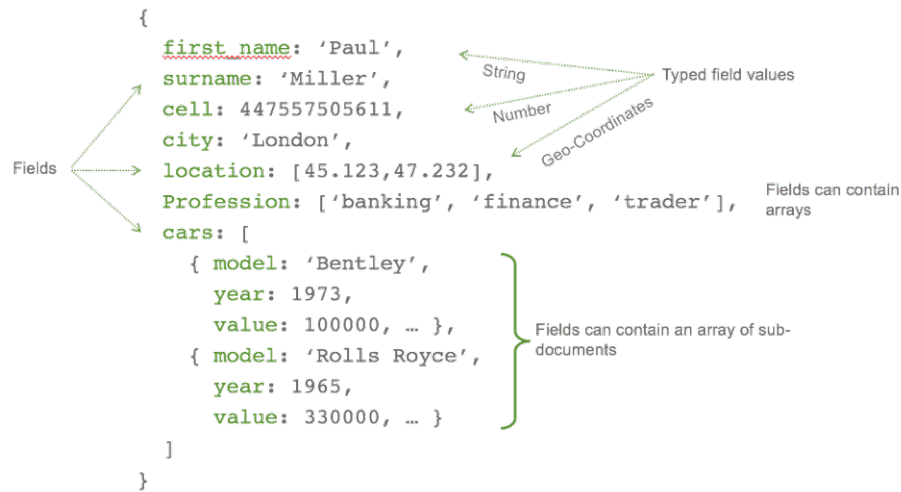 {
first_name: ‘Paul’,
surname: ‘Miller’,
cell: 447557505611,
city: ‘London’,
location: [45.123,47.232],
Profession: [‘banking’, ‘finance’, ‘trader’],
cars: [
{ model: ‘Bentley’,
year: 1973,
value: 100000, … },
{ model: ‘Rolls Royce’,
year: 1965,
value: 330000, … }
]
}
Fields
String
Number
Geo-Coordinates
Typed field values
Fields can contain
arrays
Fields can contain an array of sub-
documents